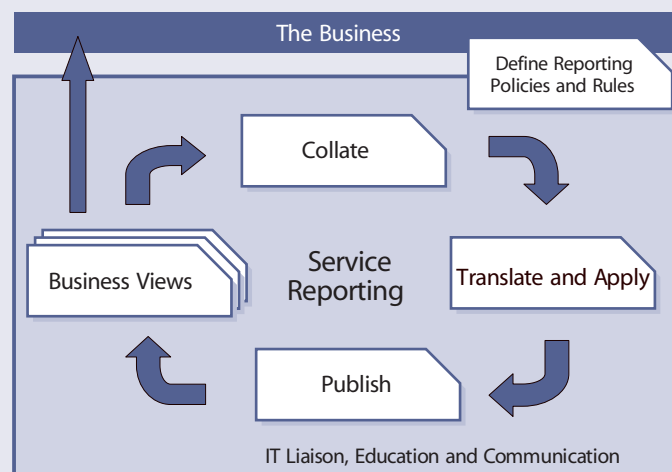 The Business
Define Reporting
Policies and Rules
Collate
Business Views
Service
Reporting
Translate and Apply
Publish
IT Liaison, Education and Communication